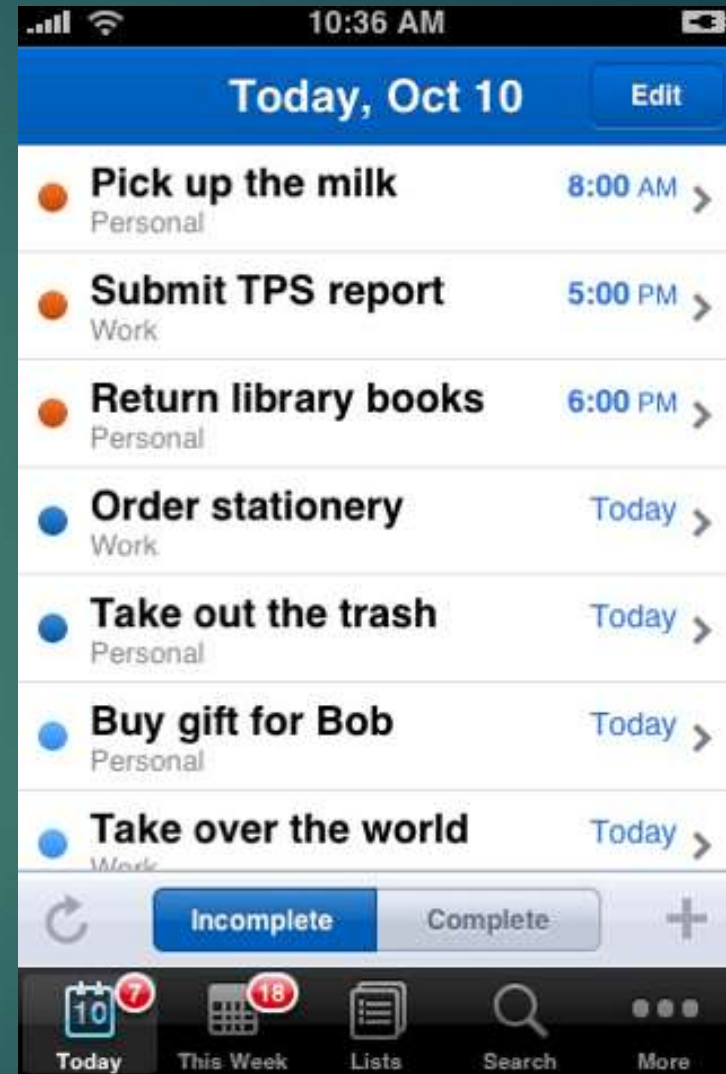 10:36 AM
Today, Oct 10 Edit
Pick up the milk 8:00 AM
Personal
Submit TPS report 5:00 PM
Work
Return library books 6:00 PM
Personal
Order stationery Today
Work
Take out the trash Today
Personal
Buy gift for Bob Today
Personal
Take over the world Today
Work
Incomplete Complete
10 7 18
Today This Week Lists Search More